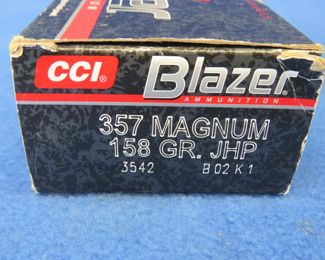 CCI®
Blazer®
AMMUNITION
357 MAGNUM
158 GR. JHP
3542 B02K1